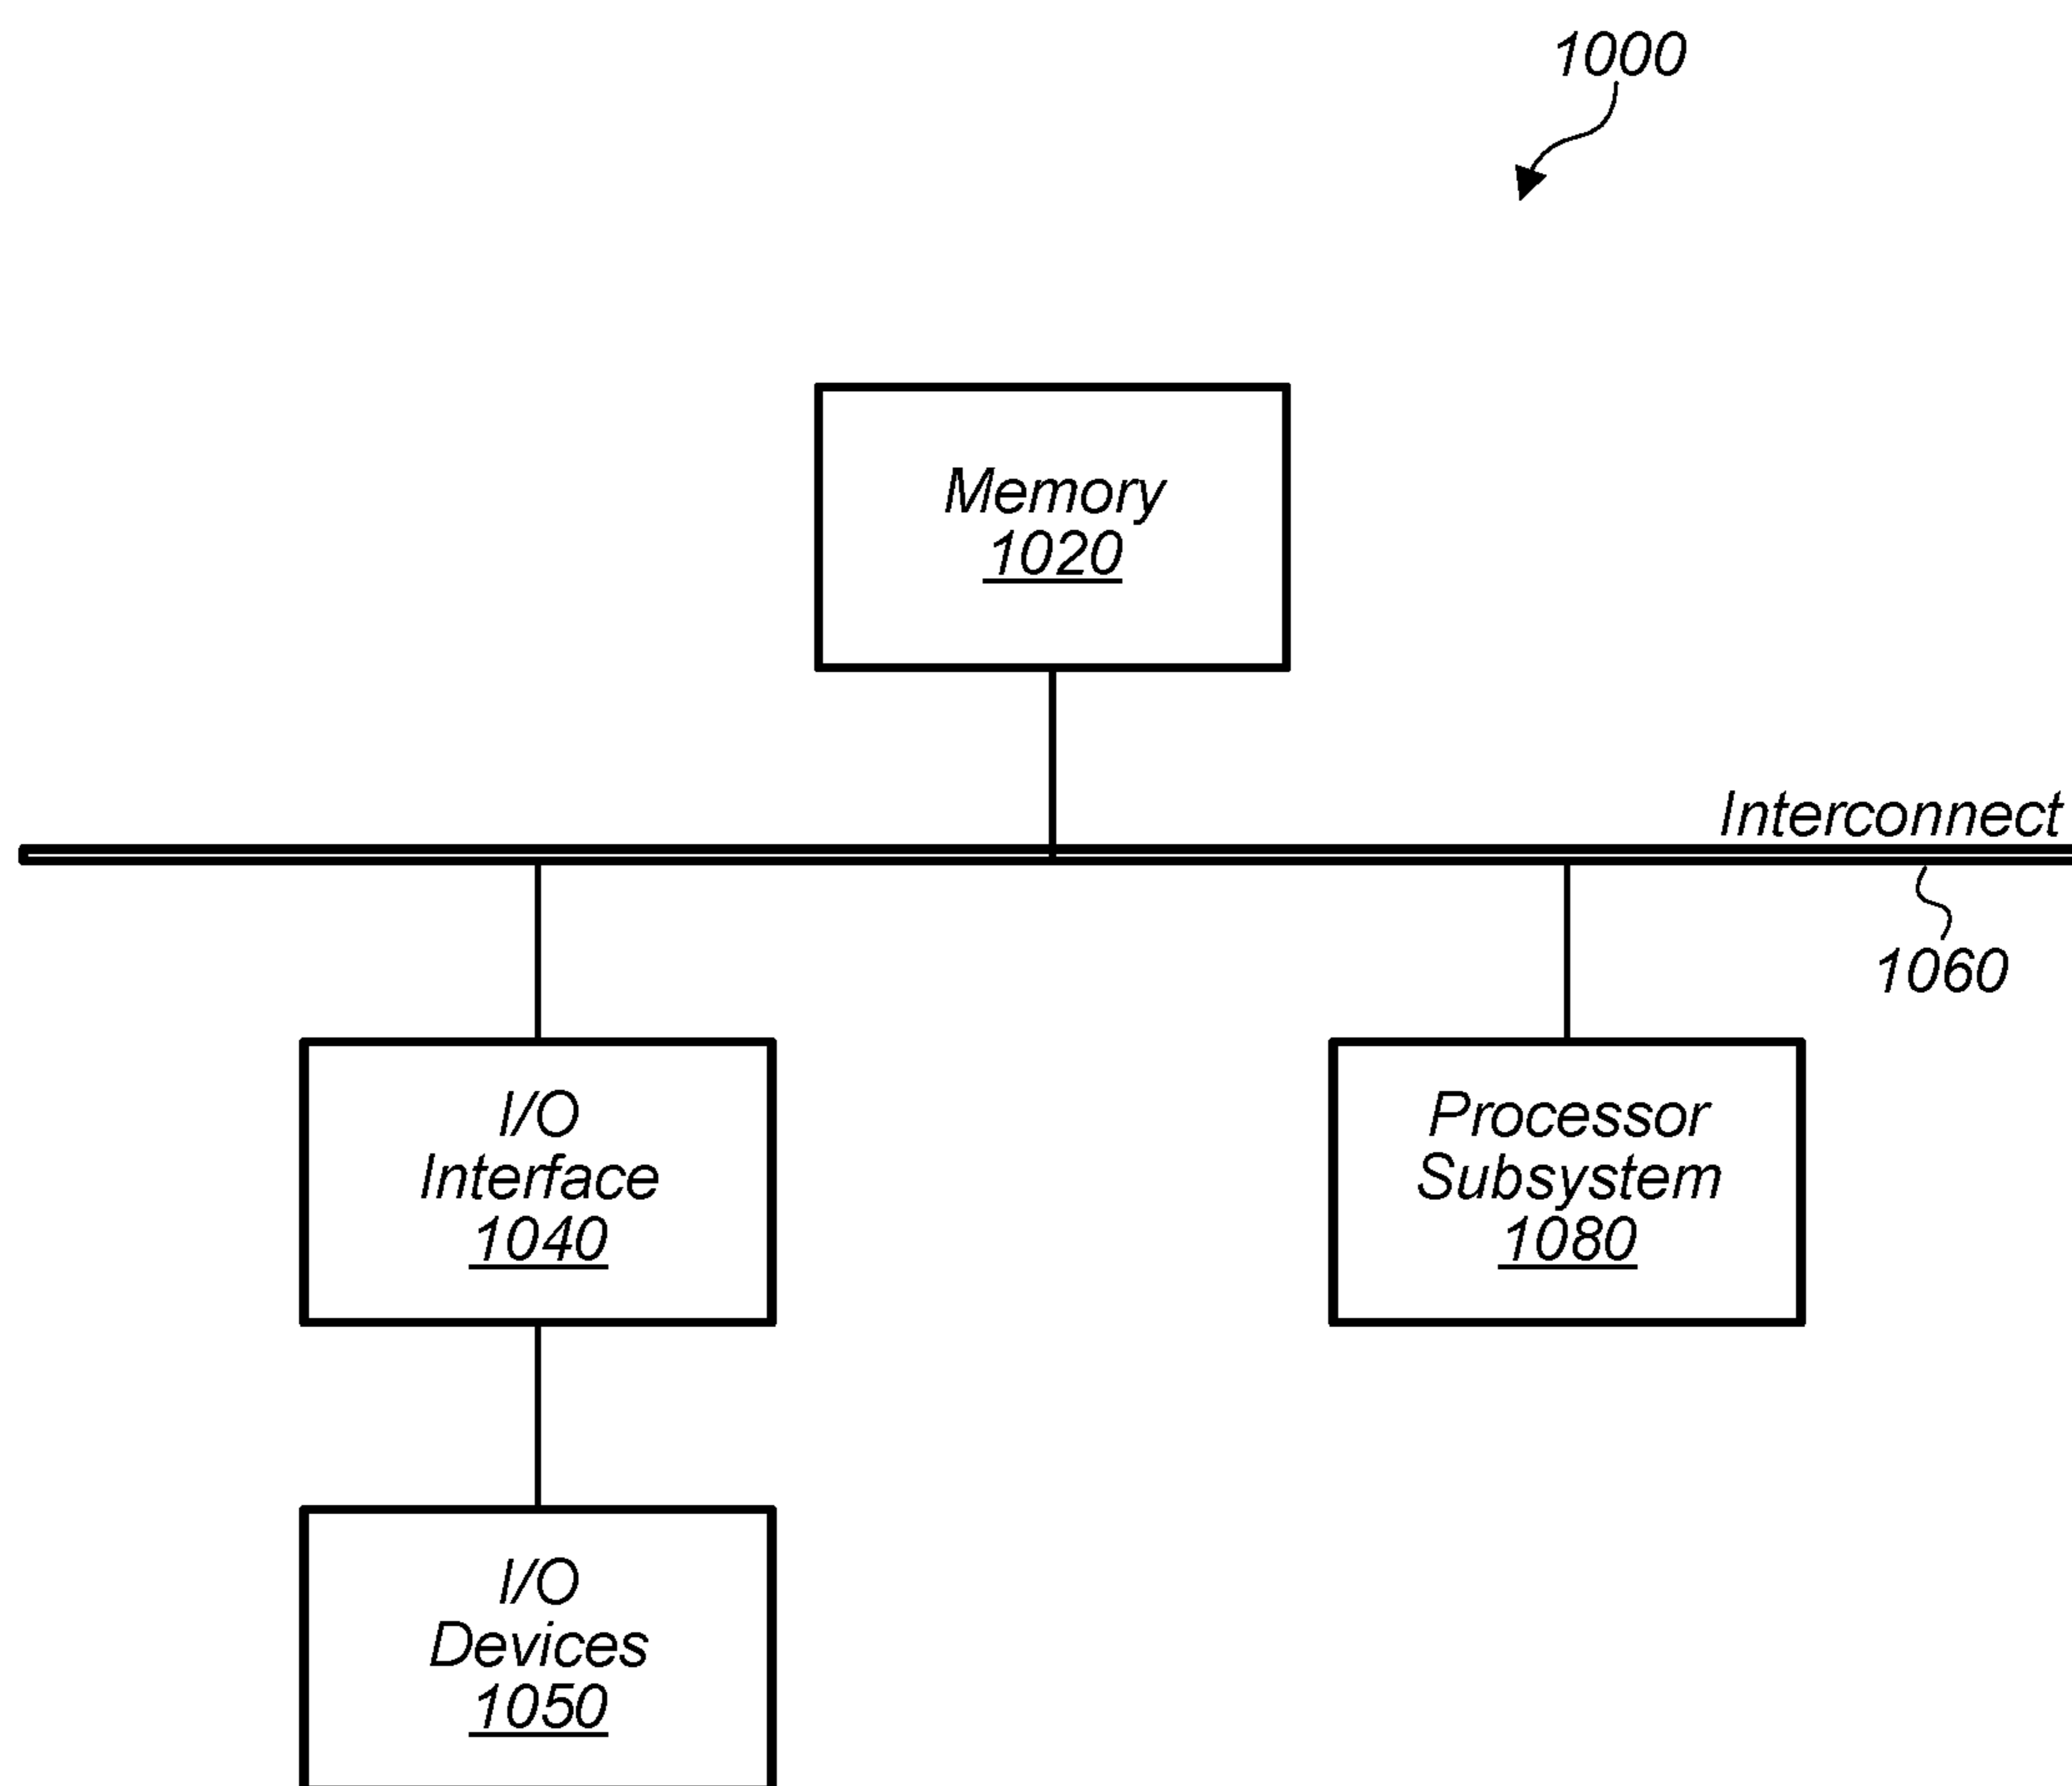 1000
Memory
1020
Interconnect
1060
I/O
Interface
1040
Processor
Subsystem
1080
I/O
Devices
1050